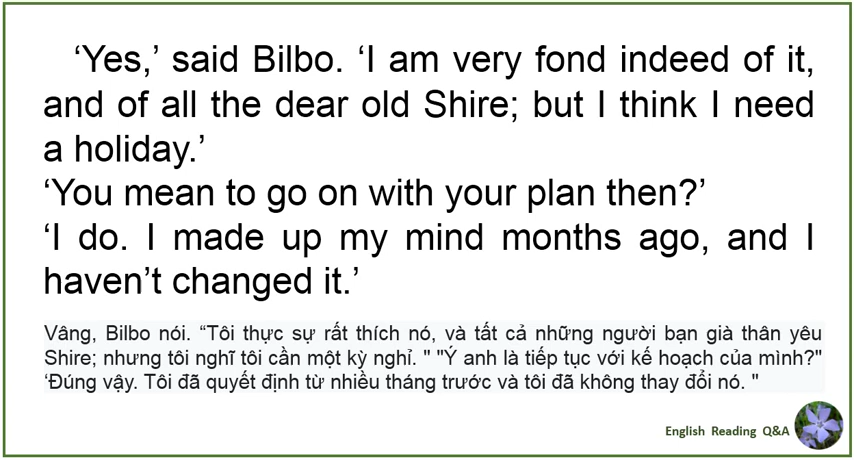 ‘Yes,’ said Bilbo. ‘I am very fond indeed of it,
and of all the dear old Shire; but I think I need
a holiday.’
‘You mean to go on with your plan then?’
‘I do. I made up my mind months ago, and I
haven’t changed it.’
Vâng, Bilbo nói. “Tôi thực sự rất thích nó, và tất cả những người bạn già thân yêu
Shire; nhưng tôi nghĩ tôi cần một kỳ nghỉ. " "Ý anh là tiếp tục với kế hoạch của mình?"
‘Đúng vậy. Tôi đã quyết định từ nhiều tháng trước và tôi đã không thay đổi nó. "
English Reading Q&A